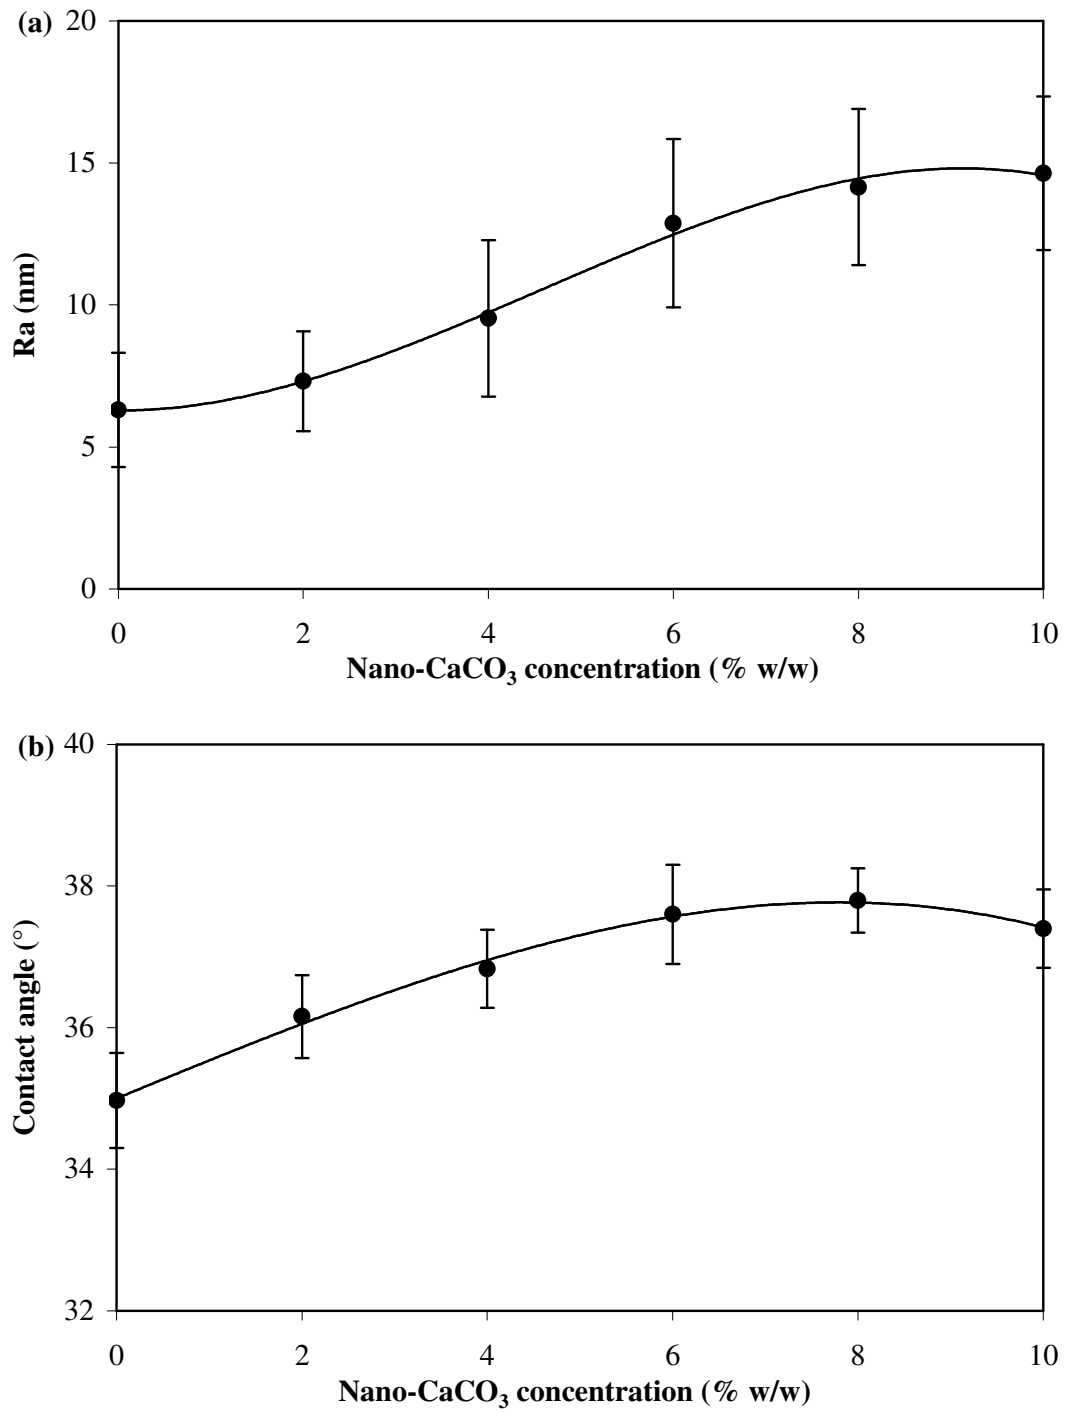 (a)
20
15
10
5
0
Ra (nm)
0 2 4 6 8 10
Nano-CaCO₃ concentration (% w/w)
(b)
40
38
36
34
32
Contact angle (°)
0 2 4 6 8 10
Nano-CaCO₃ concentration (% w/w)